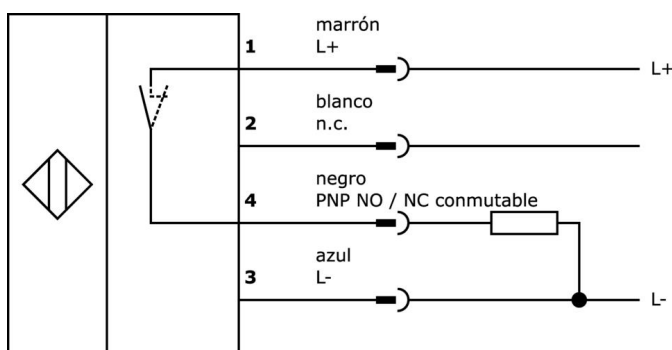 marrón
1 L+
L+
blanco
2 n.c.
negro
4 PNP NO / NC conmutable
azul
3 L-
L-